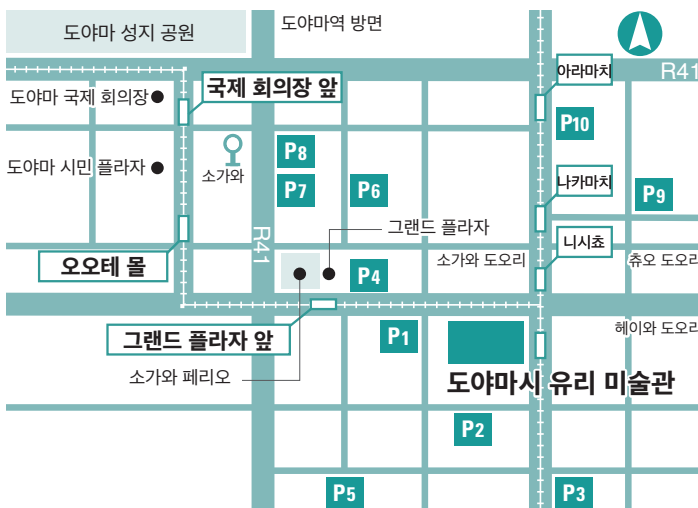 도야마 성지 공원
도야마역 방면
아라마치
R41
국제 회의장 앞
도야마 국제 회의장
P10
P8
도야마 시민 플라자
소가와
P7
P6
나카마치
P9
그랜드 플라자
R41
니시쵸
오오테 몰
소가와 도오리
츄오 도오리
P4
그랜드 플라자 앞
P1
헤이와 도오리
소가와 페리오
도야마시 유리 미술관
P2
P5
P3